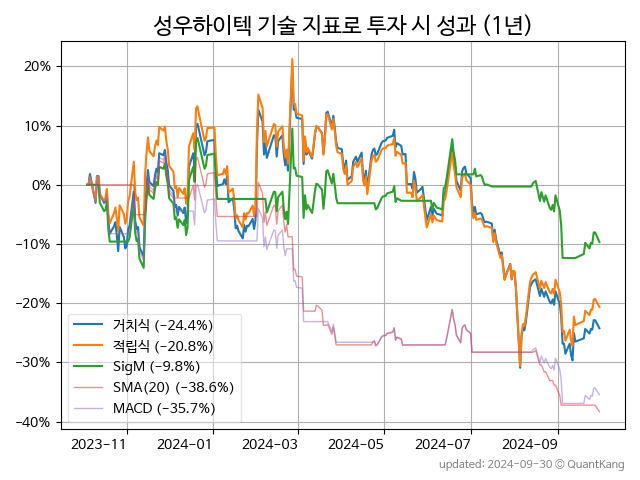 성우하이텍 기술 지표로 투자 시 성과 (1년)
20%
10%
0%
−10%
−20%
−30%
−40%
거치식 (−24.4%)
적립식 (−20.8%)
SigM (−9.8%)
SMA(20) (−38.6%)
MACD (−35.7%)
2023-11 2024-01 2024-03 2024-05 2024-07 2024-09
updated: 2024-09-30 © QuantKang